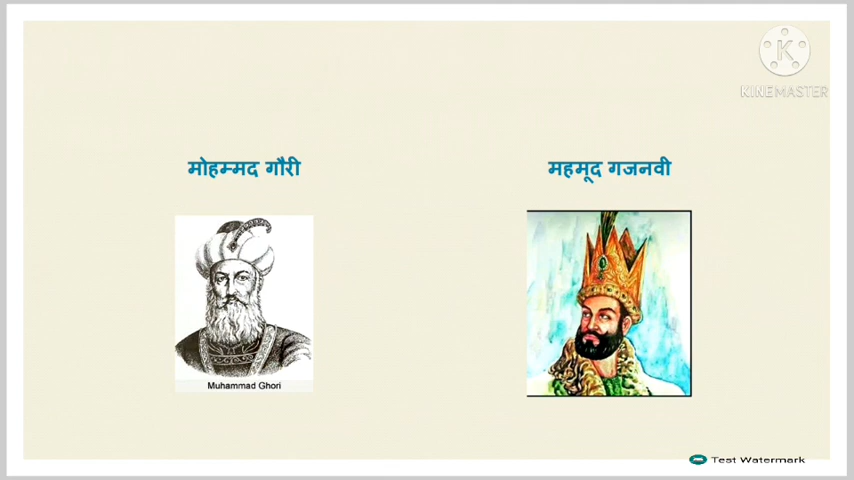 KINEMASTER
मोहम्मद गौरी
महमूद गजनवी
Muhammad Ghori
Test Watermark